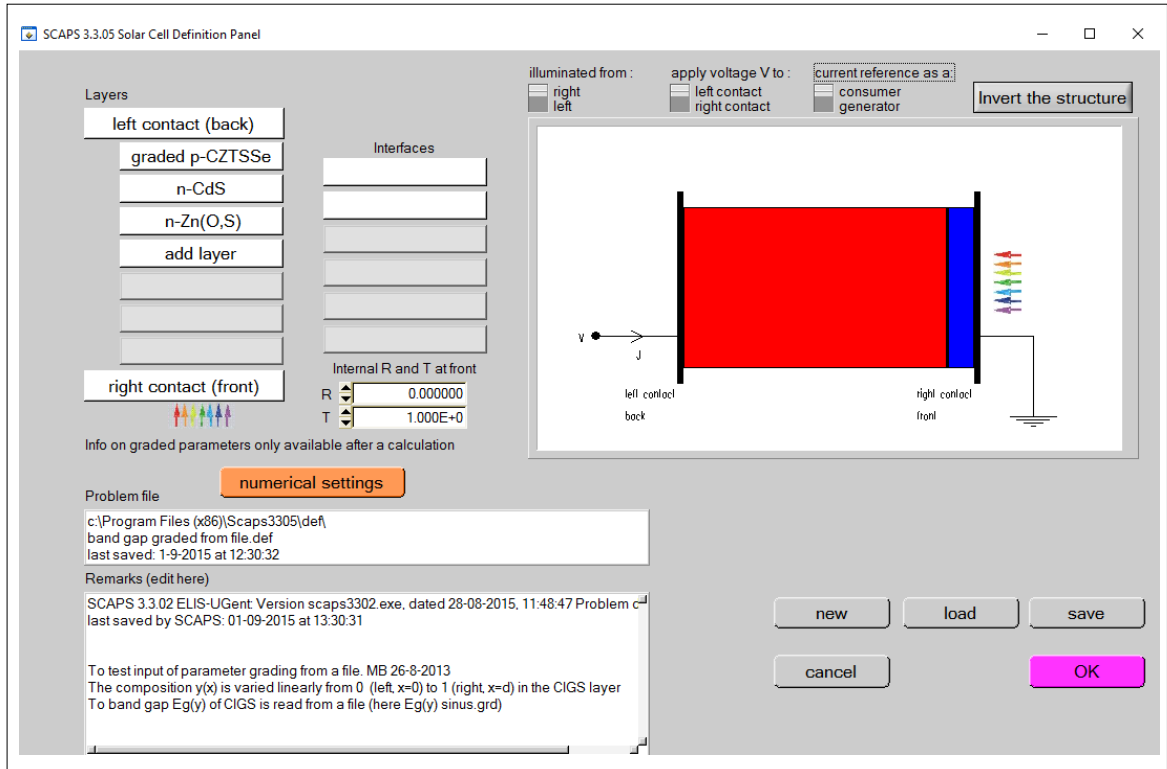 SCAPS 3.3.05 Solar Cell Definition Panel
illuminated from :
right
left
apply voltage V to :
left contact
right contact
current reference as a:
consumer
generator
Invert the structure
Layers
left contact (back)
graded p-CZTSSe
n-CdS
n-Zn(O,S)
add layer
right contact (front)
Interfaces
Internal R and T at front
R 0.000000
T 1.000E+0
V
J
left contact
back
right contact
front
Info on graded parameters only available after a calculation
numerical settings
Problem file
c:\Program Files (x86)\Scaps3305\def\
band gap graded from file.def
last saved: 1-9-2015 at 12:30:32
Remarks (edit here)
SCAPS 3.3.02 ELIS-UGent: Version scaps3302.exe, dated 28-08-2015, 11:48:47 Problem c
last saved by SCAPS: 01-09-2015 at 13:30:31
To test input of parameter grading from a file. MB 26-8-2013
The composition y(x) is varied linearly from 0 (left, x=0) to 1 (right, x=d) in the CIGS layer
To band gap Eg(y) of CIGS is read from a file (here Eg(y) sinus.grd)
new
load
save
cancel
OK